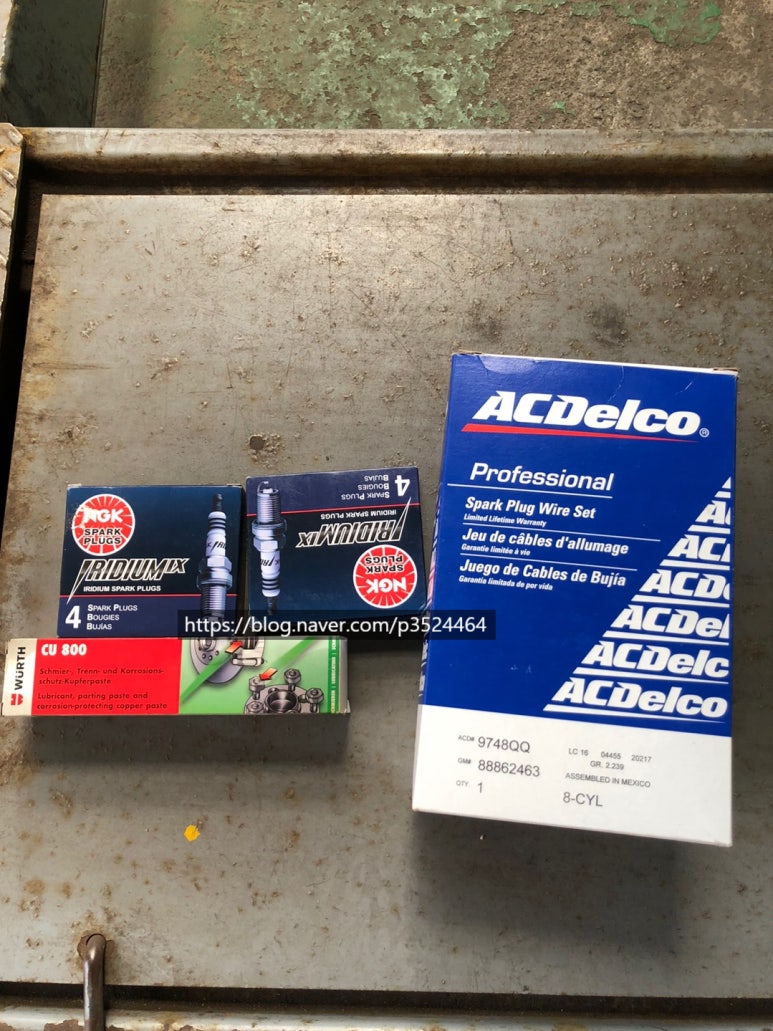 ACDelco®
Professional
Spark Plug Wire Set
Limited Lifetime Warranty
Jeu de câbles d'allumage
Garantie limitée à vie
Juego de Cables de Bujía
Garantía limitada de por vida
ACDelco
ACDelco
ACDelco
ACD# 9748QQ
GM# 88862463
QTY. 1
LC 16 04455 20217
GR. 2.239
ASSEMBLED IN MEXICO
8-CYL
NGK
SPARK
PLUGS
IRIDIUM IX
IRIDIUM SPARK PLUGS
4 SPARK PLUGS
BOUGIES
BUJÍAS
NGK
SPARK
PLUGS
IRIDIUM IX
IRIDIUM SPARK PLUGS
4 SPARK PLUGS
BOUGIES
BUJÍAS
https://blog.naver.com/p3524464
WÜRTH
CU 800
Schmier-, Trenn- und Korrosions-
schutz-Kupferpaste
Lubricant, parting paste and
corrosion-protecting copper paste